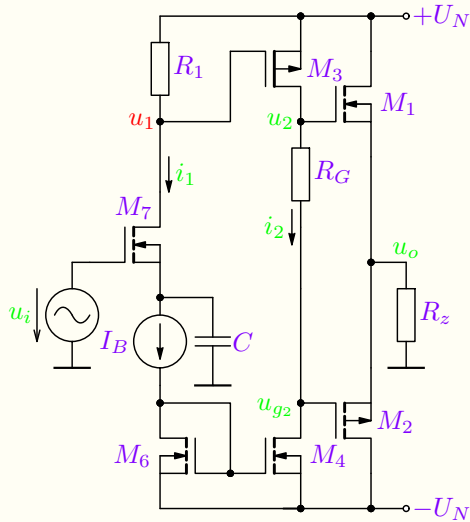 +U_N
R_1
M_3
M_1
u_1
u_2
i_1
R_G
M_7
i_2
u_o
u_i
I_B
C
R_z
u_{g_2}
M_2
M_6
M_4
−U_N